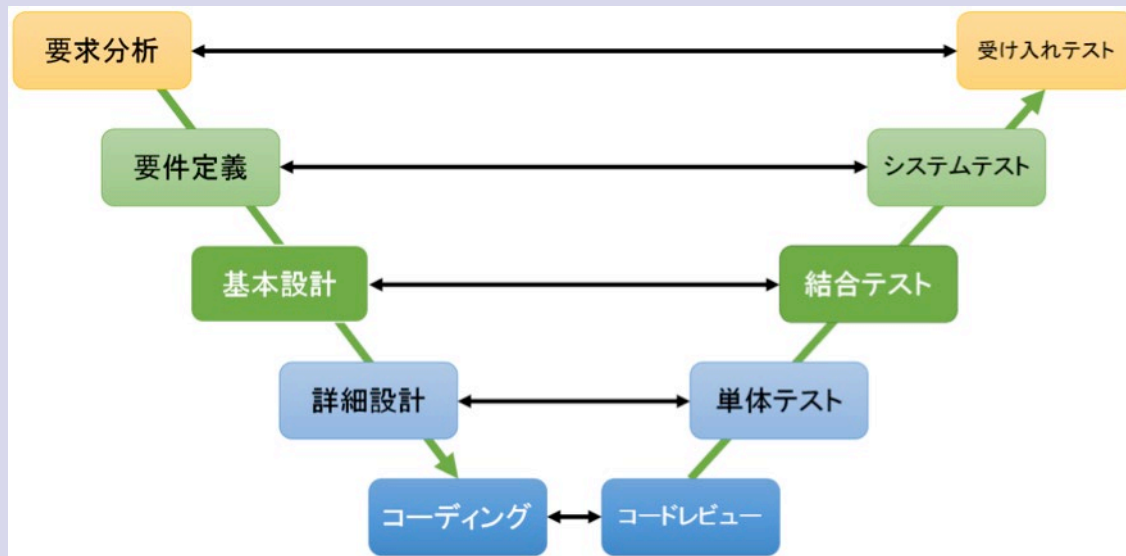 要求分析
受け入れテスト
要件定義
システムテスト
基本設計
結合テスト
詳細設計
単体テスト
コーディング
コードレビュー